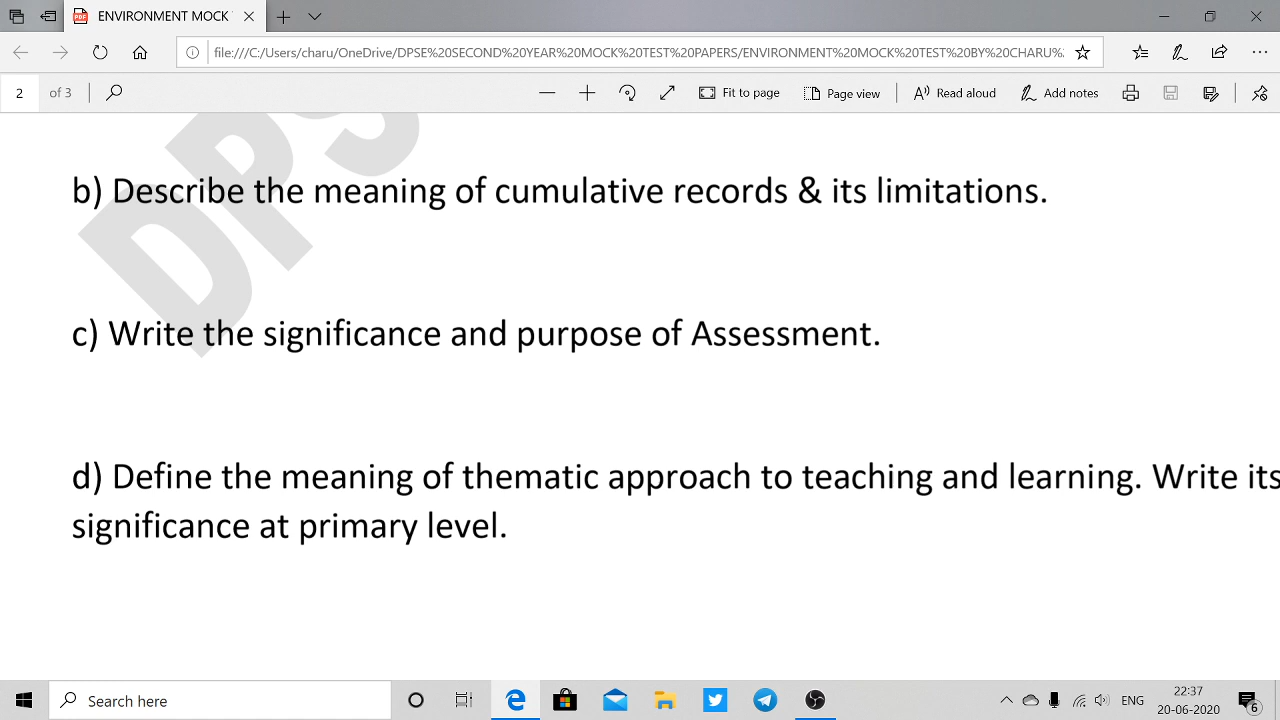 ENVIRONMENT MOCK
file:///C:/Users/charu/OneDrive/DPSE%20SECOND%20YEAR%20MOCK%20TEST%20PAPERS/ENVIRONMENT%20MOCK%20TEST%20BY%20CHARU%
2 of 3 Fit to page Page view Read aloud Add notes
DPS
b) Describe the meaning of cumulative records & its limitations.
c) Write the significance and purpose of Assessment.
d) Define the meaning of thematic approach to teaching and learning. Write its
significance at primary level.
Search here ENG 22:37
20-06-2020 6